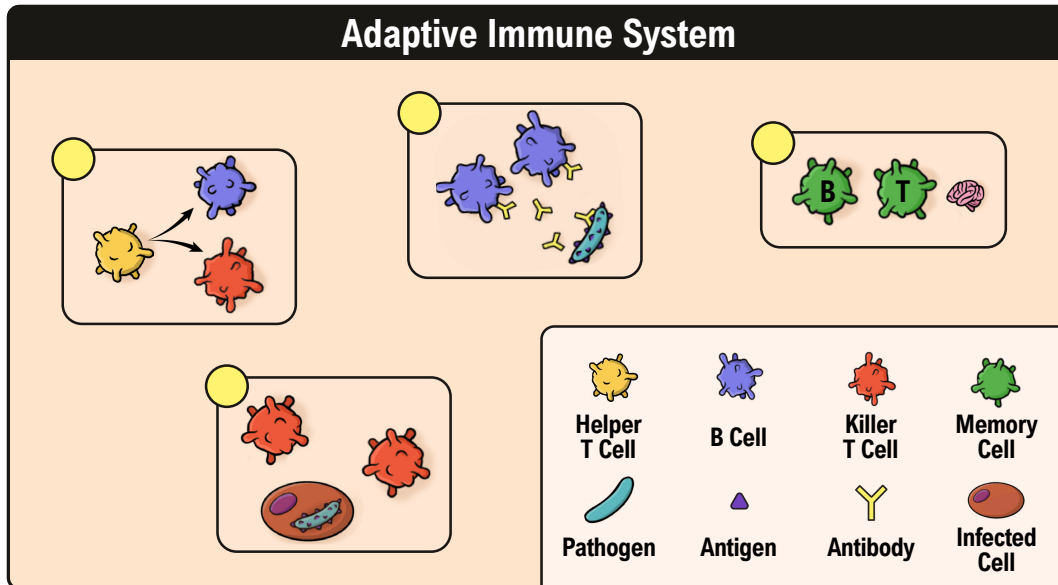 Adaptive Immune System
B T
Helper
T Cell
B Cell
Killer
T Cell
Memory
Cell
Pathogen
Antigen
Antibody
Infected
Cell